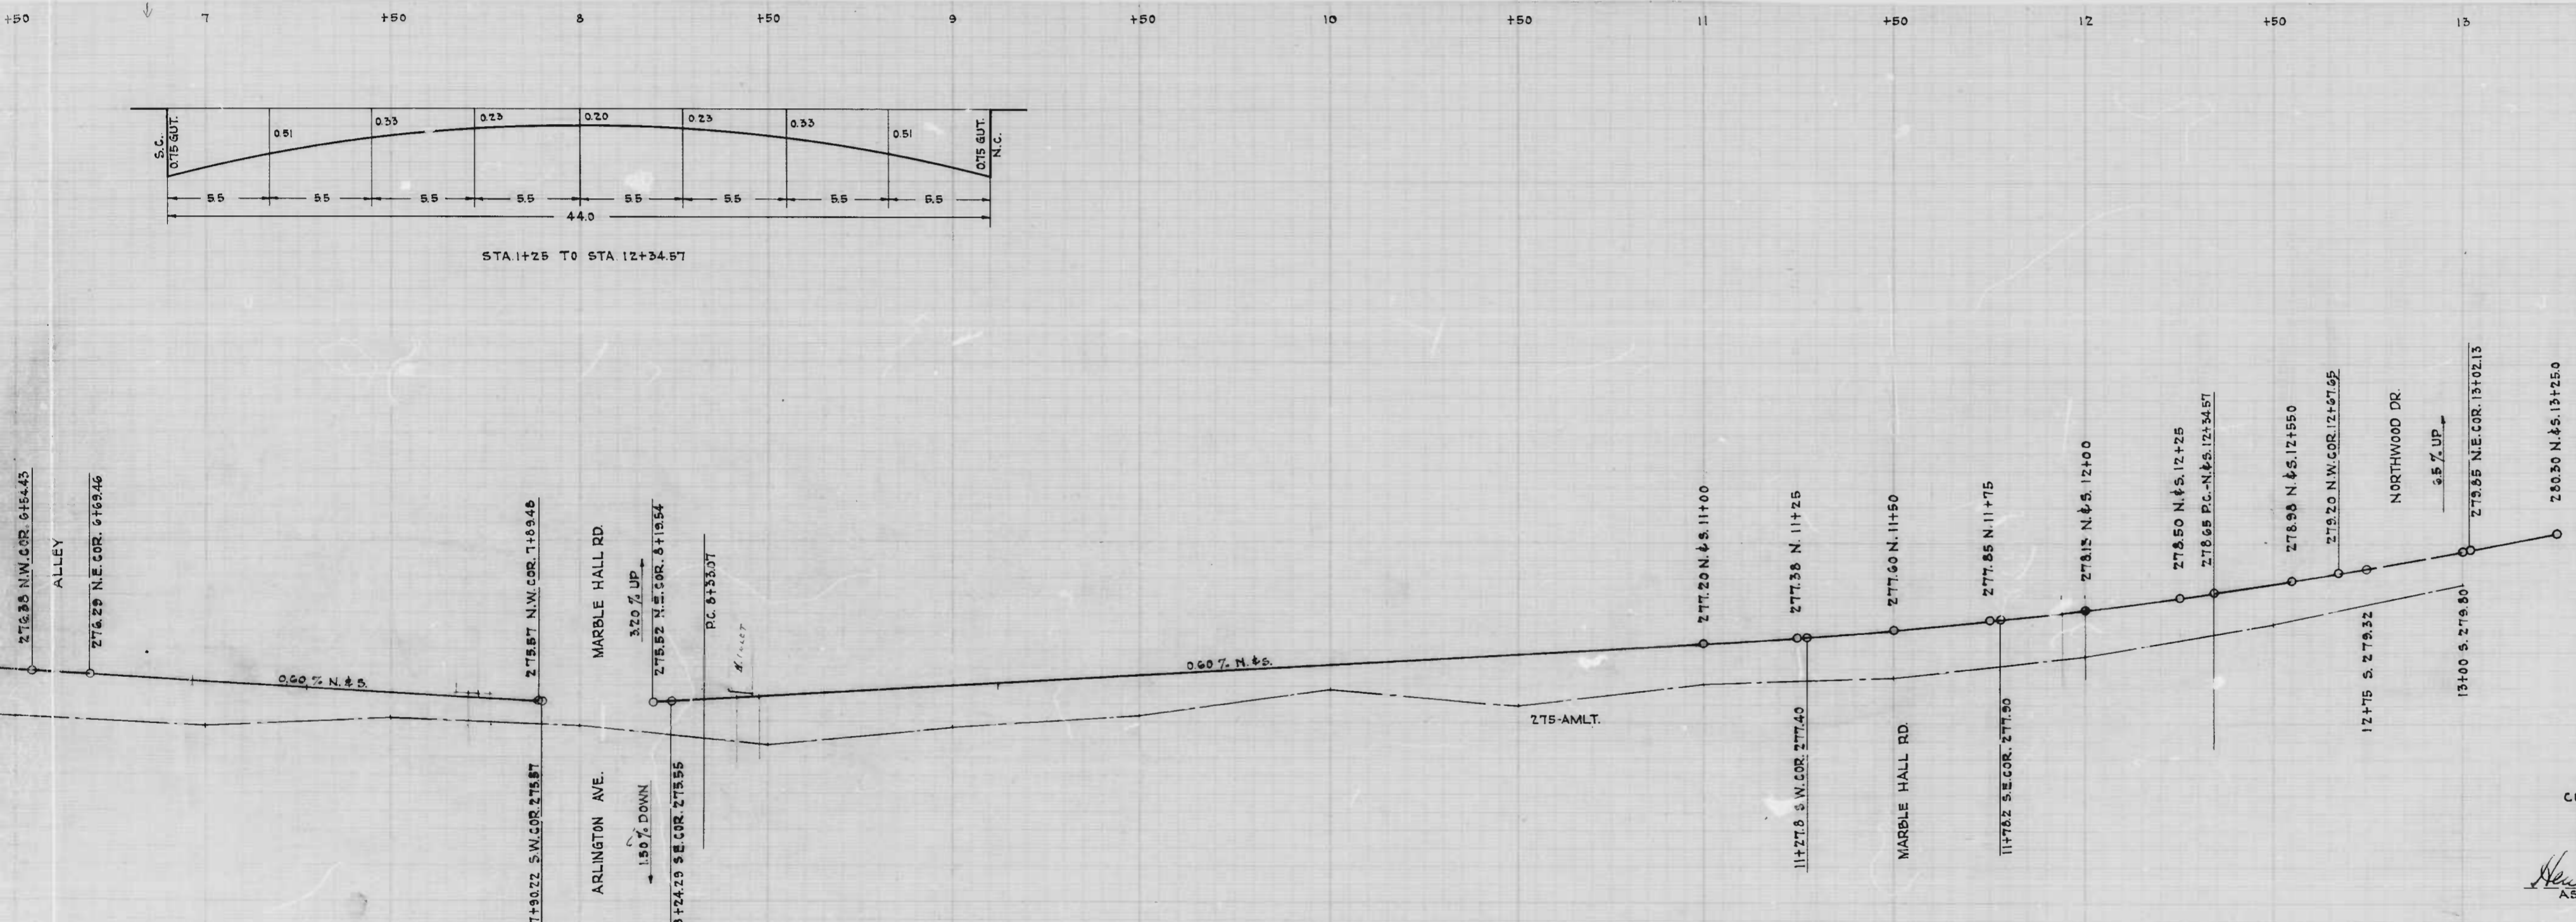 +50 7 +50 8 +50 9 +50 10 +50 11 +50 12 +50 13
S.C.
0.75 GUT.
0.51 0.33 0.23 0.20 0.23 0.33 0.51
0.75 GUT.
N.C.
5.5 5.5 5.5 5.5 5.5 5.5 5.5 5.5
44.0
STA. 1+25 TO STA. 12+34.57
276.38 N.W. COR. 6+54.43
ALLEY
276.29 N.E. COR. 6+69.46
0.60 % N. & S.
275.57 N.W. COR. 7+89.48
MARBLE HALL RD.
3.20 % UP
275.52 N.E. COR. 8+19.54
P.C. 8+33.07
0.60 % N. & S.
277.20 N. & S. 11+00
277.38 N. 11+25
277.60 N. 11+50
277.85 N. 11+75
278.13 N. & S. 12+00
278.50 N. & S. 12+25
278.65 P.C.-N. & S. 12+34.57
278.98 N. & S. 12+55.0
279.20 N.W. COR. 12+67.65
NORTHWOOD DR.
6.5 % UP
279.85 N.E. COR. 13+02.13
280.30 N. & S. 13+25.0
7+90.22 S.W. COR. 275.57
ARLINGTON AVE.
1.50 % DOWN
8+24.29 S.E. COR. 275.55
275-AMLT.
11+27.8 S.W. COR. 277.40
MARBLE HALL RD.
11+78.2 S.E. COR. 277.90
12+75 S. 279.32
13+00 S. 279.80